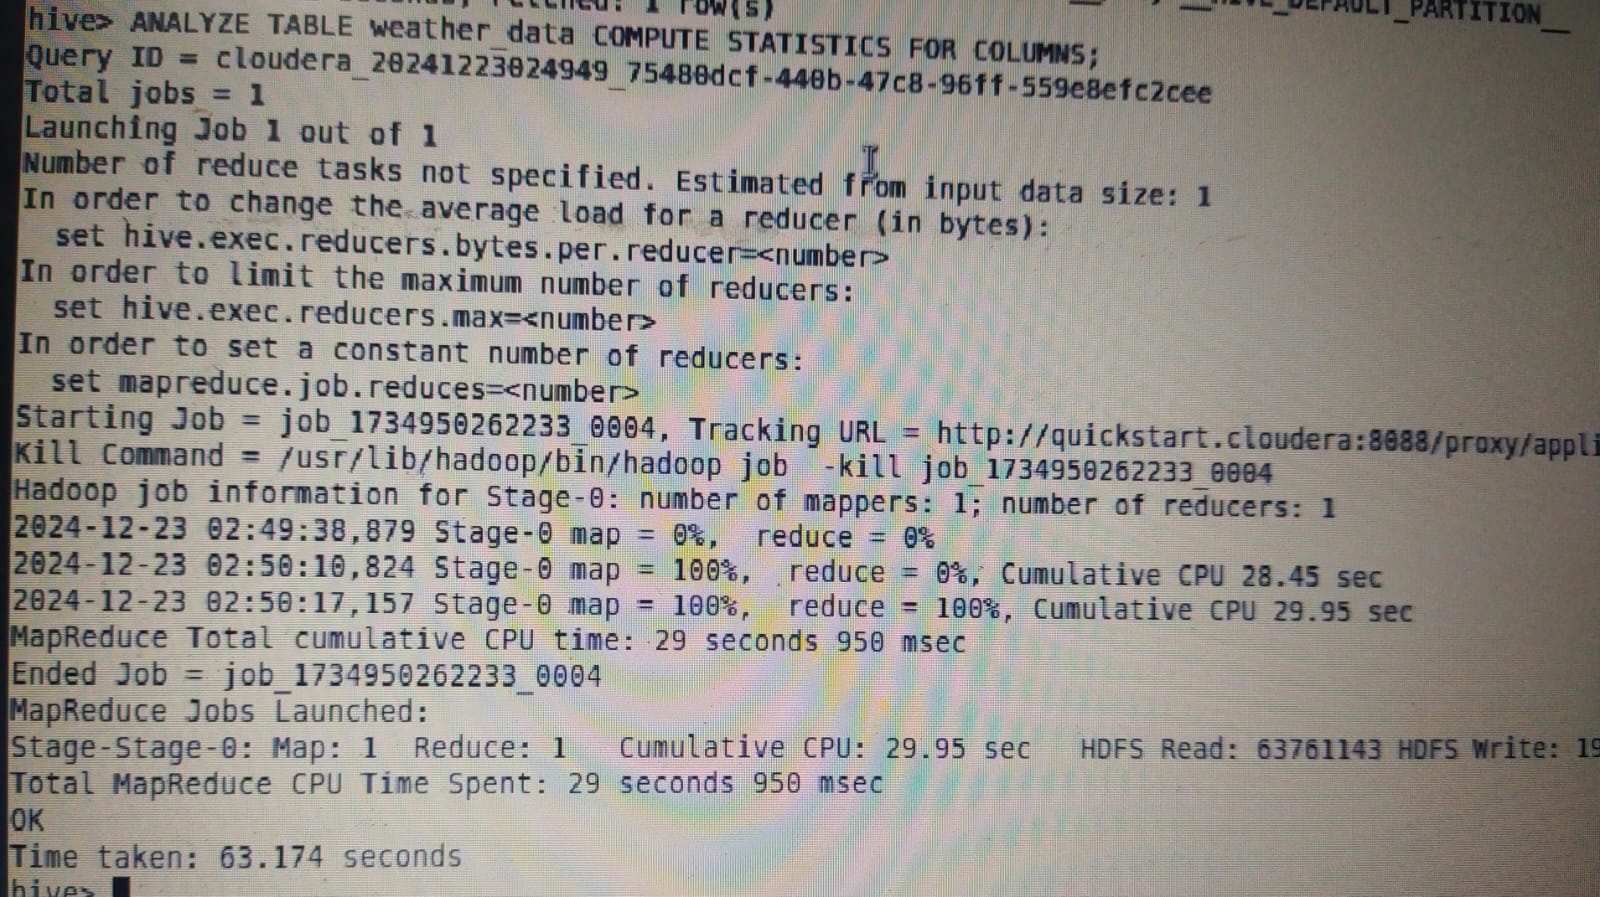 row(s)
hive> ANALYZE TABLE weather_data COMPUTE STATISTICS FOR COLUMNS;
Query ID = cloudera_20241223024949_75480dcf-440b-47c8-96ff-559e8efc2cee
Total jobs = 1
Launching Job 1 out of 1
Number of reduce tasks not specified. Estimated from input data size: 1
In order to change the average load for a reducer (in bytes):
  set hive.exec.reducers.bytes.per.reducer=<number>
In order to limit the maximum number of reducers:
  set hive.exec.reducers.max=<number>
In order to set a constant number of reducers:
  set mapreduce.job.reduces=<number>
Starting Job = job_1734950262233_0004, Tracking URL = http://quickstart.cloudera:8088/proxy/appli
Kill Command = /usr/lib/hadoop/bin/hadoop job  -kill job_1734950262233_0004
Hadoop job information for Stage-0: number of mappers: 1; number of reducers: 1
2024-12-23 02:49:38,879 Stage-0 map = 0%,  reduce = 0%
2024-12-23 02:50:10,824 Stage-0 map = 100%,  reduce = 0%, Cumulative CPU 28.45 sec
2024-12-23 02:50:17,157 Stage-0 map = 100%,  reduce = 100%, Cumulative CPU 29.95 sec
MapReduce Total cumulative CPU time: 29 seconds 950 msec
Ended Job = job_1734950262233_0004
MapReduce Jobs Launched:
Stage-Stage-0: Map: 1  Reduce: 1   Cumulative CPU: 29.95 sec   HDFS Read: 63761143 HDFS Write: 19
Total MapReduce CPU Time Spent: 29 seconds 950 msec
OK
Time taken: 63.174 seconds
hive>